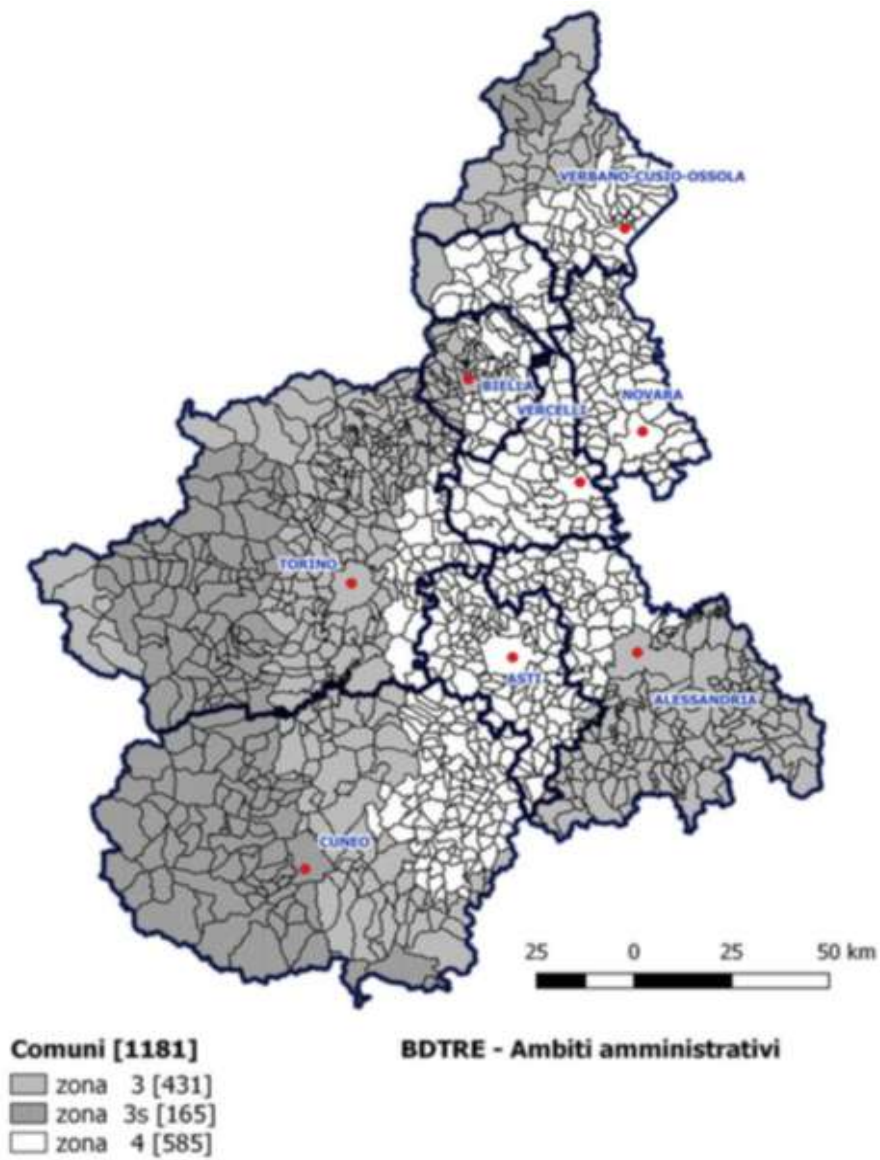 VERBANO-CUSIO-OSSOLA
BIELLA
NOVARA
VERCELLI
TORINO
ASTI
ALESSANDRIA
CUNEO
25 0 25 50 km
Comuni [1181]
BDTRE - Ambiti amministrativi
zona 3 [431]
zona 3s [165]
zona 4 [585]